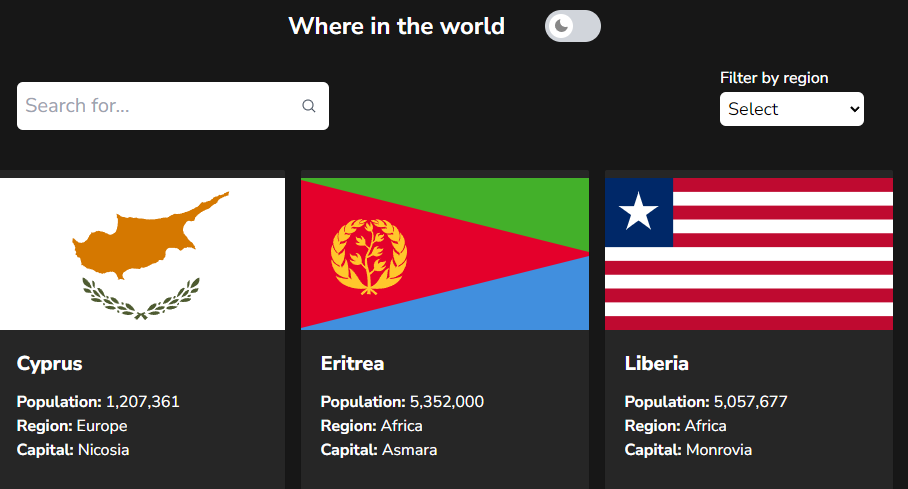 Where in the world
Filter by region
Search for...
Select
Cyprus
Population: 1,207,361
Region: Europe
Capital: Nicosia
Eritrea
Population: 5,352,000
Region: Africa
Capital: Asmara
Liberia
Population: 5,057,677
Region: Africa
Capital: Monrovia